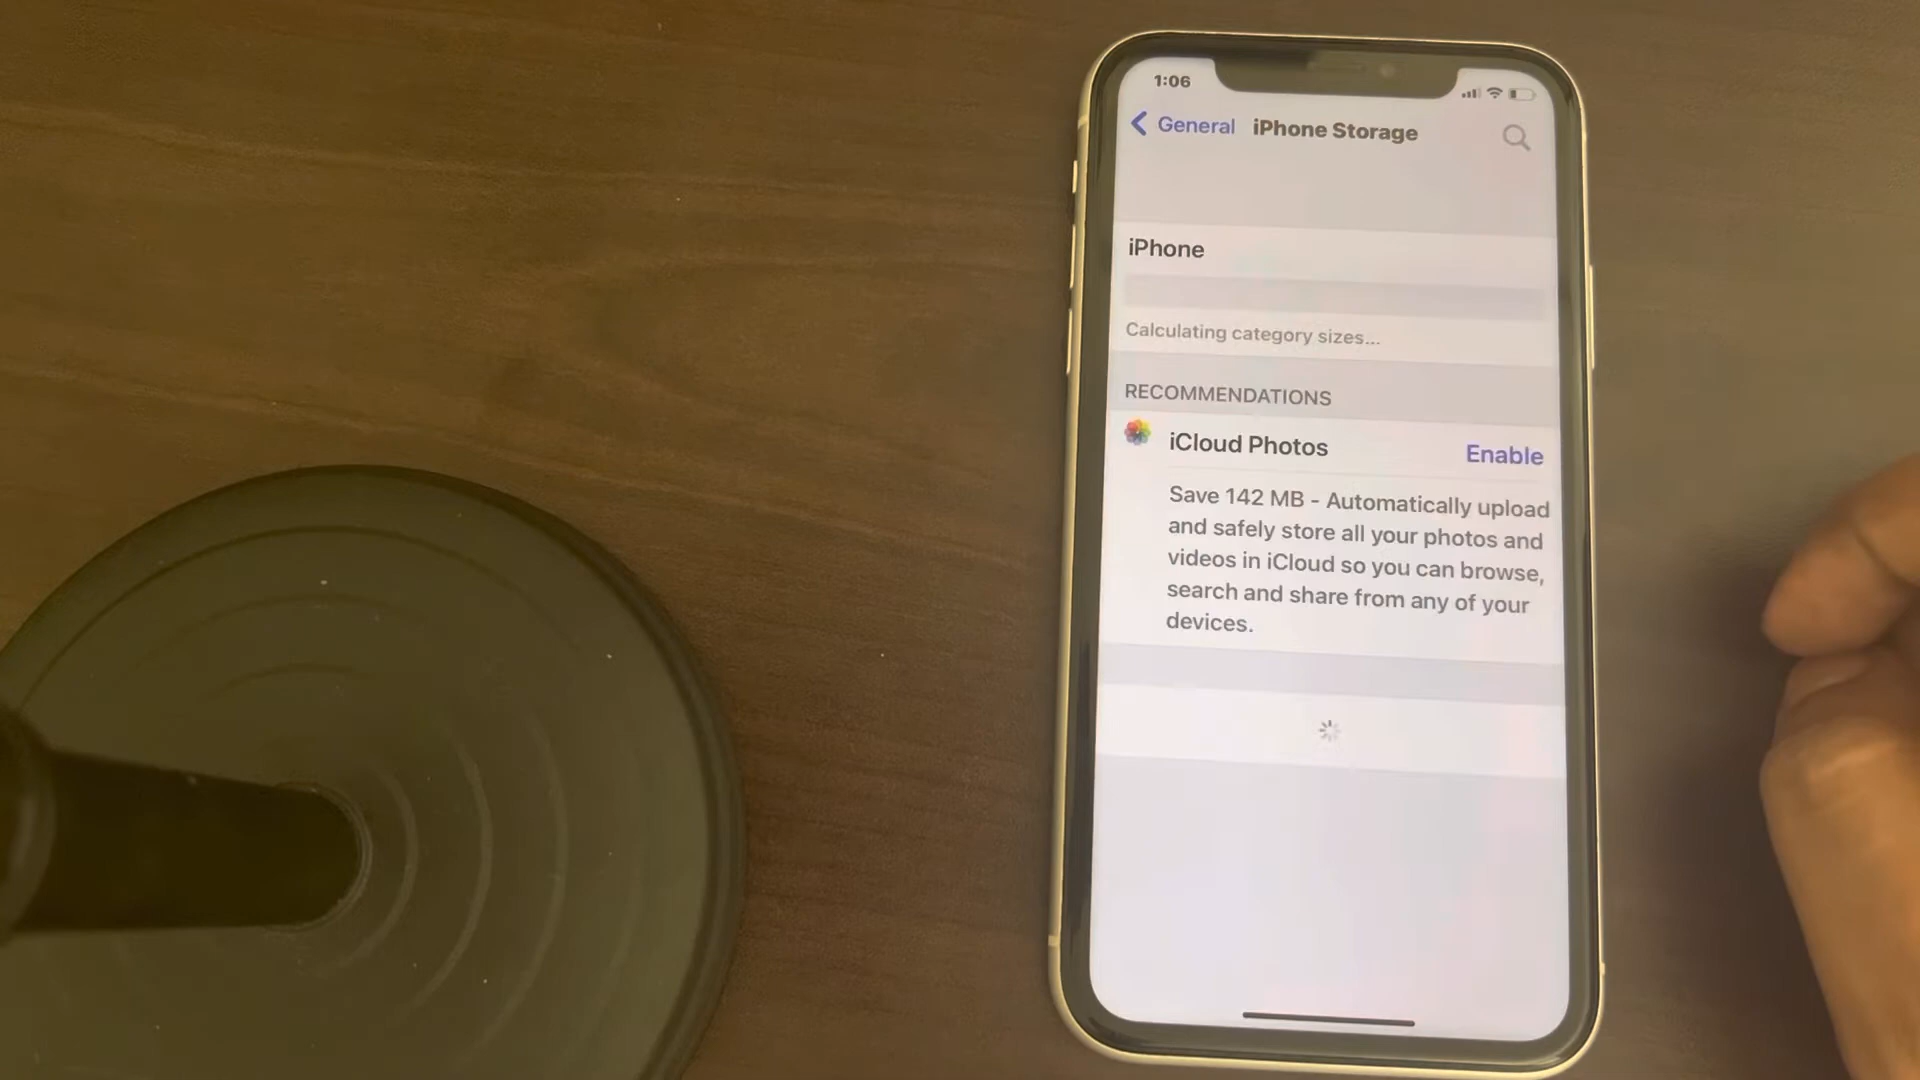 1:06
General iPhone Storage
iPhone
Calculating category sizes...
RECOMMENDATIONS
iCloud Photos Enable
Save 142 MB - Automatically upload
and safely store all your photos and
videos in iCloud so you can browse,
search and share from any of your
devices.